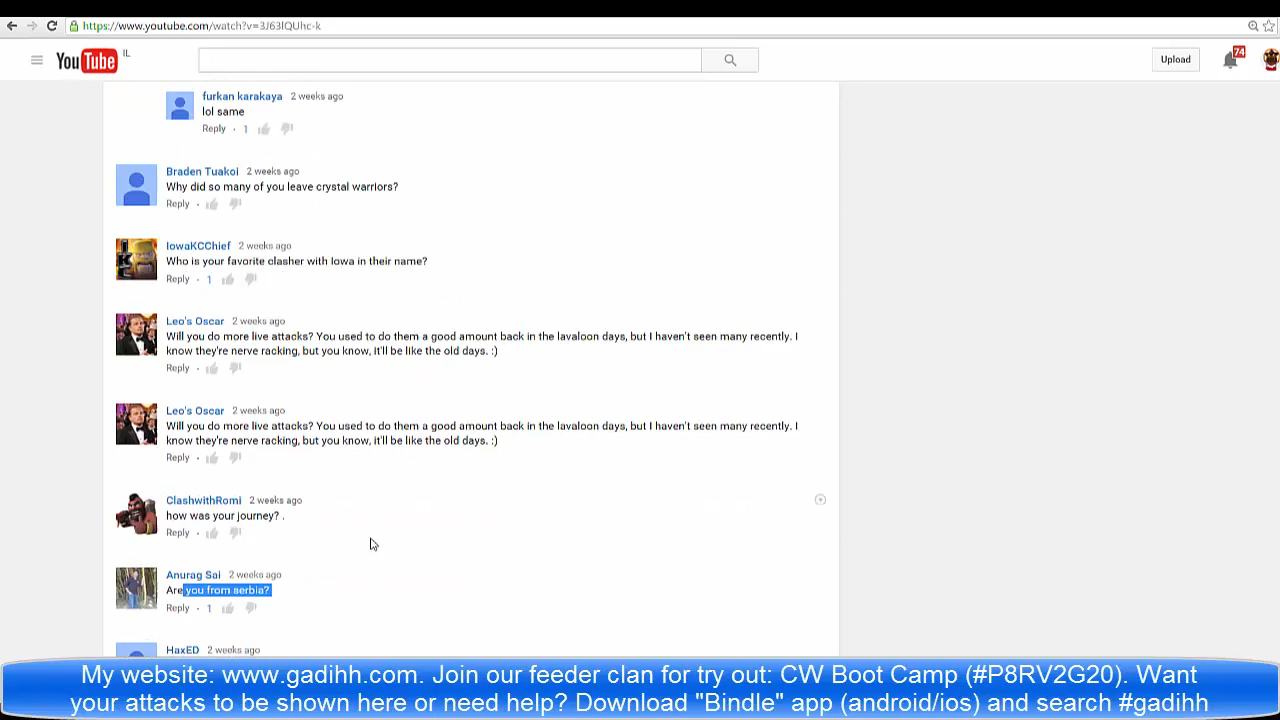 https://www.youtube.com/watch?v=3J63lQUhc-k
YouTube IL
Upload
74
furkan karakaya 2 weeks ago
lol same
Reply · 1
Braden Tuakoi 2 weeks ago
Why did so many of you leave crystal warriors?
Reply ·
IowaKCChief 2 weeks ago
Who is your favorite clasher with Iowa in their name?
Reply · 1
Leo's Oscar 2 weeks ago
Will you do more live attacks? You used to do them a good amount back in the lavaloon days, but I haven't seen many recently. I
know they're nerve racking, but you know, it'll be like the old days. :)
Reply ·
Leo's Oscar 2 weeks ago
Will you do more live attacks? You used to do them a good amount back in the lavaloon days, but I haven't seen many recently. I
know they're nerve racking, but you know, it'll be like the old days. :)
Reply ·
ClashwithRomi 2 weeks ago
how was your journey? .
Reply ·
Anurag Sai 2 weeks ago
Are you from serbia?
Reply · 1
HaxED 2 weeks ago
My website: www.gadihh.com. Join our feeder clan for try out: CW Boot Camp (#P8RV2G20). Want
your attacks to be shown here or need help? Download "Bindle" app (android/ios) and search #gadihh